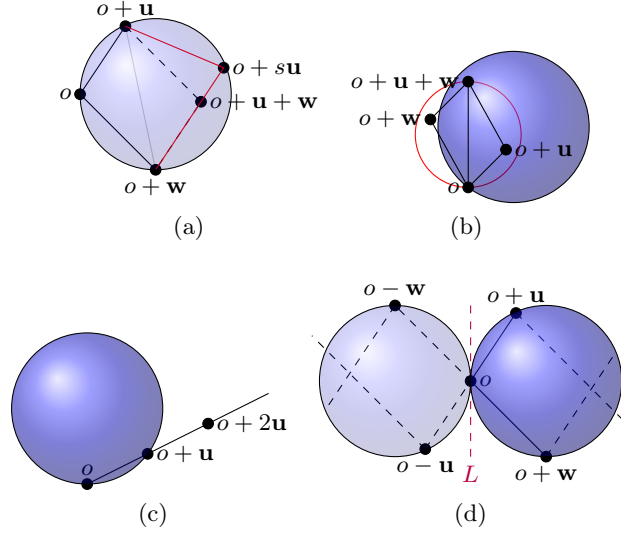 o + u
o + su
o
o + u + w
o + w
(a)
o + u + w
o + w
o + u
o
(b)
o + 2u
o + u
o
(c)
o − w
o + u
o
o − u
o + w
L
(d)